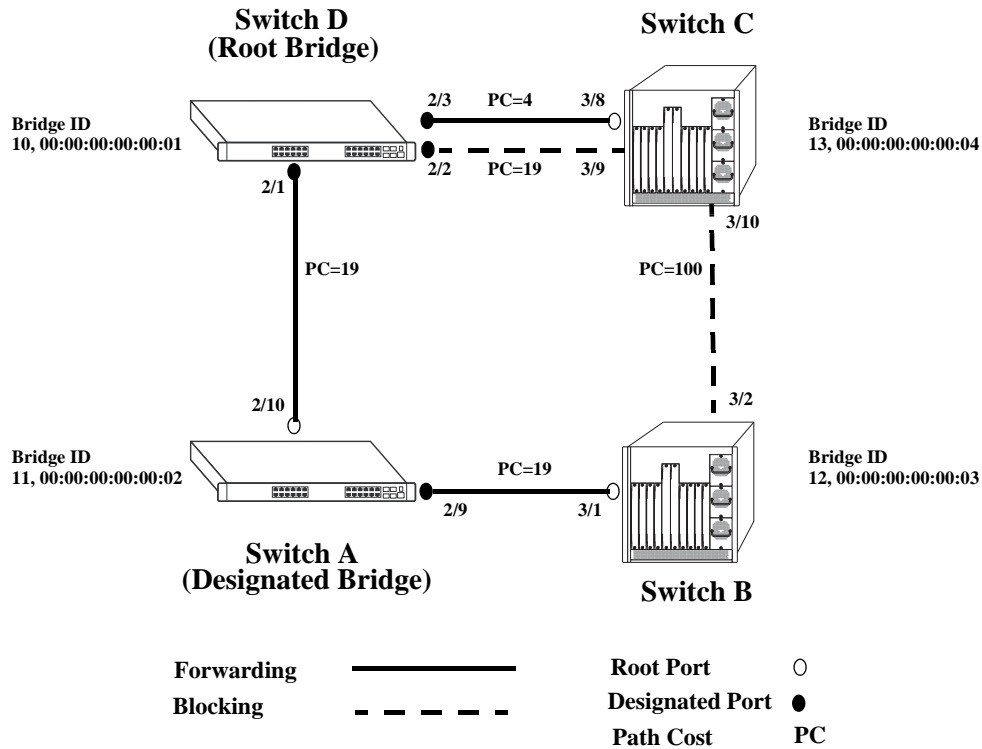 Switch D
(Root Bridge)
Switch C
Bridge ID
10, 00:00:00:00:00:01
2/3
PC=4
3/8
Bridge ID
13, 00:00:00:00:00:04
2/2
PC=19
3/9
2/1
3/10
PC=19
PC=100
2/10
3/2
Bridge ID
11, 00:00:00:00:00:02
PC=19
Bridge ID
12, 00:00:00:00:00:03
2/9
3/1
Switch A
(Designated Bridge)
Switch B
Forwarding
Root Port
Blocking
Designated Port
Path Cost
PC